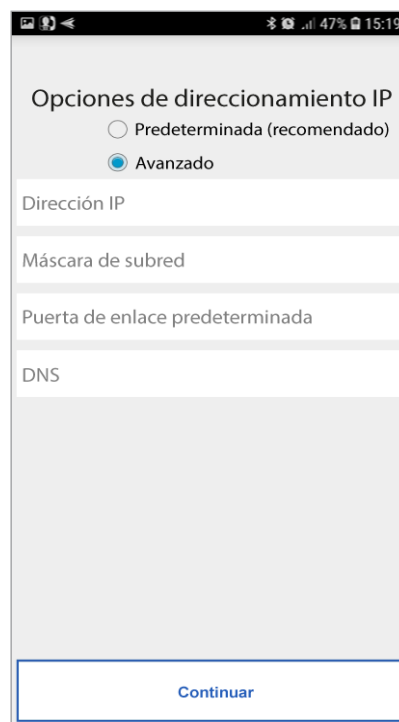 47% 15:19
Opciones de direccionamiento IP
Predeterminada (recomendado)
Avanzado
Dirección IP
Máscara de subred
Puerta de enlace predeterminada
DNS
Continuar